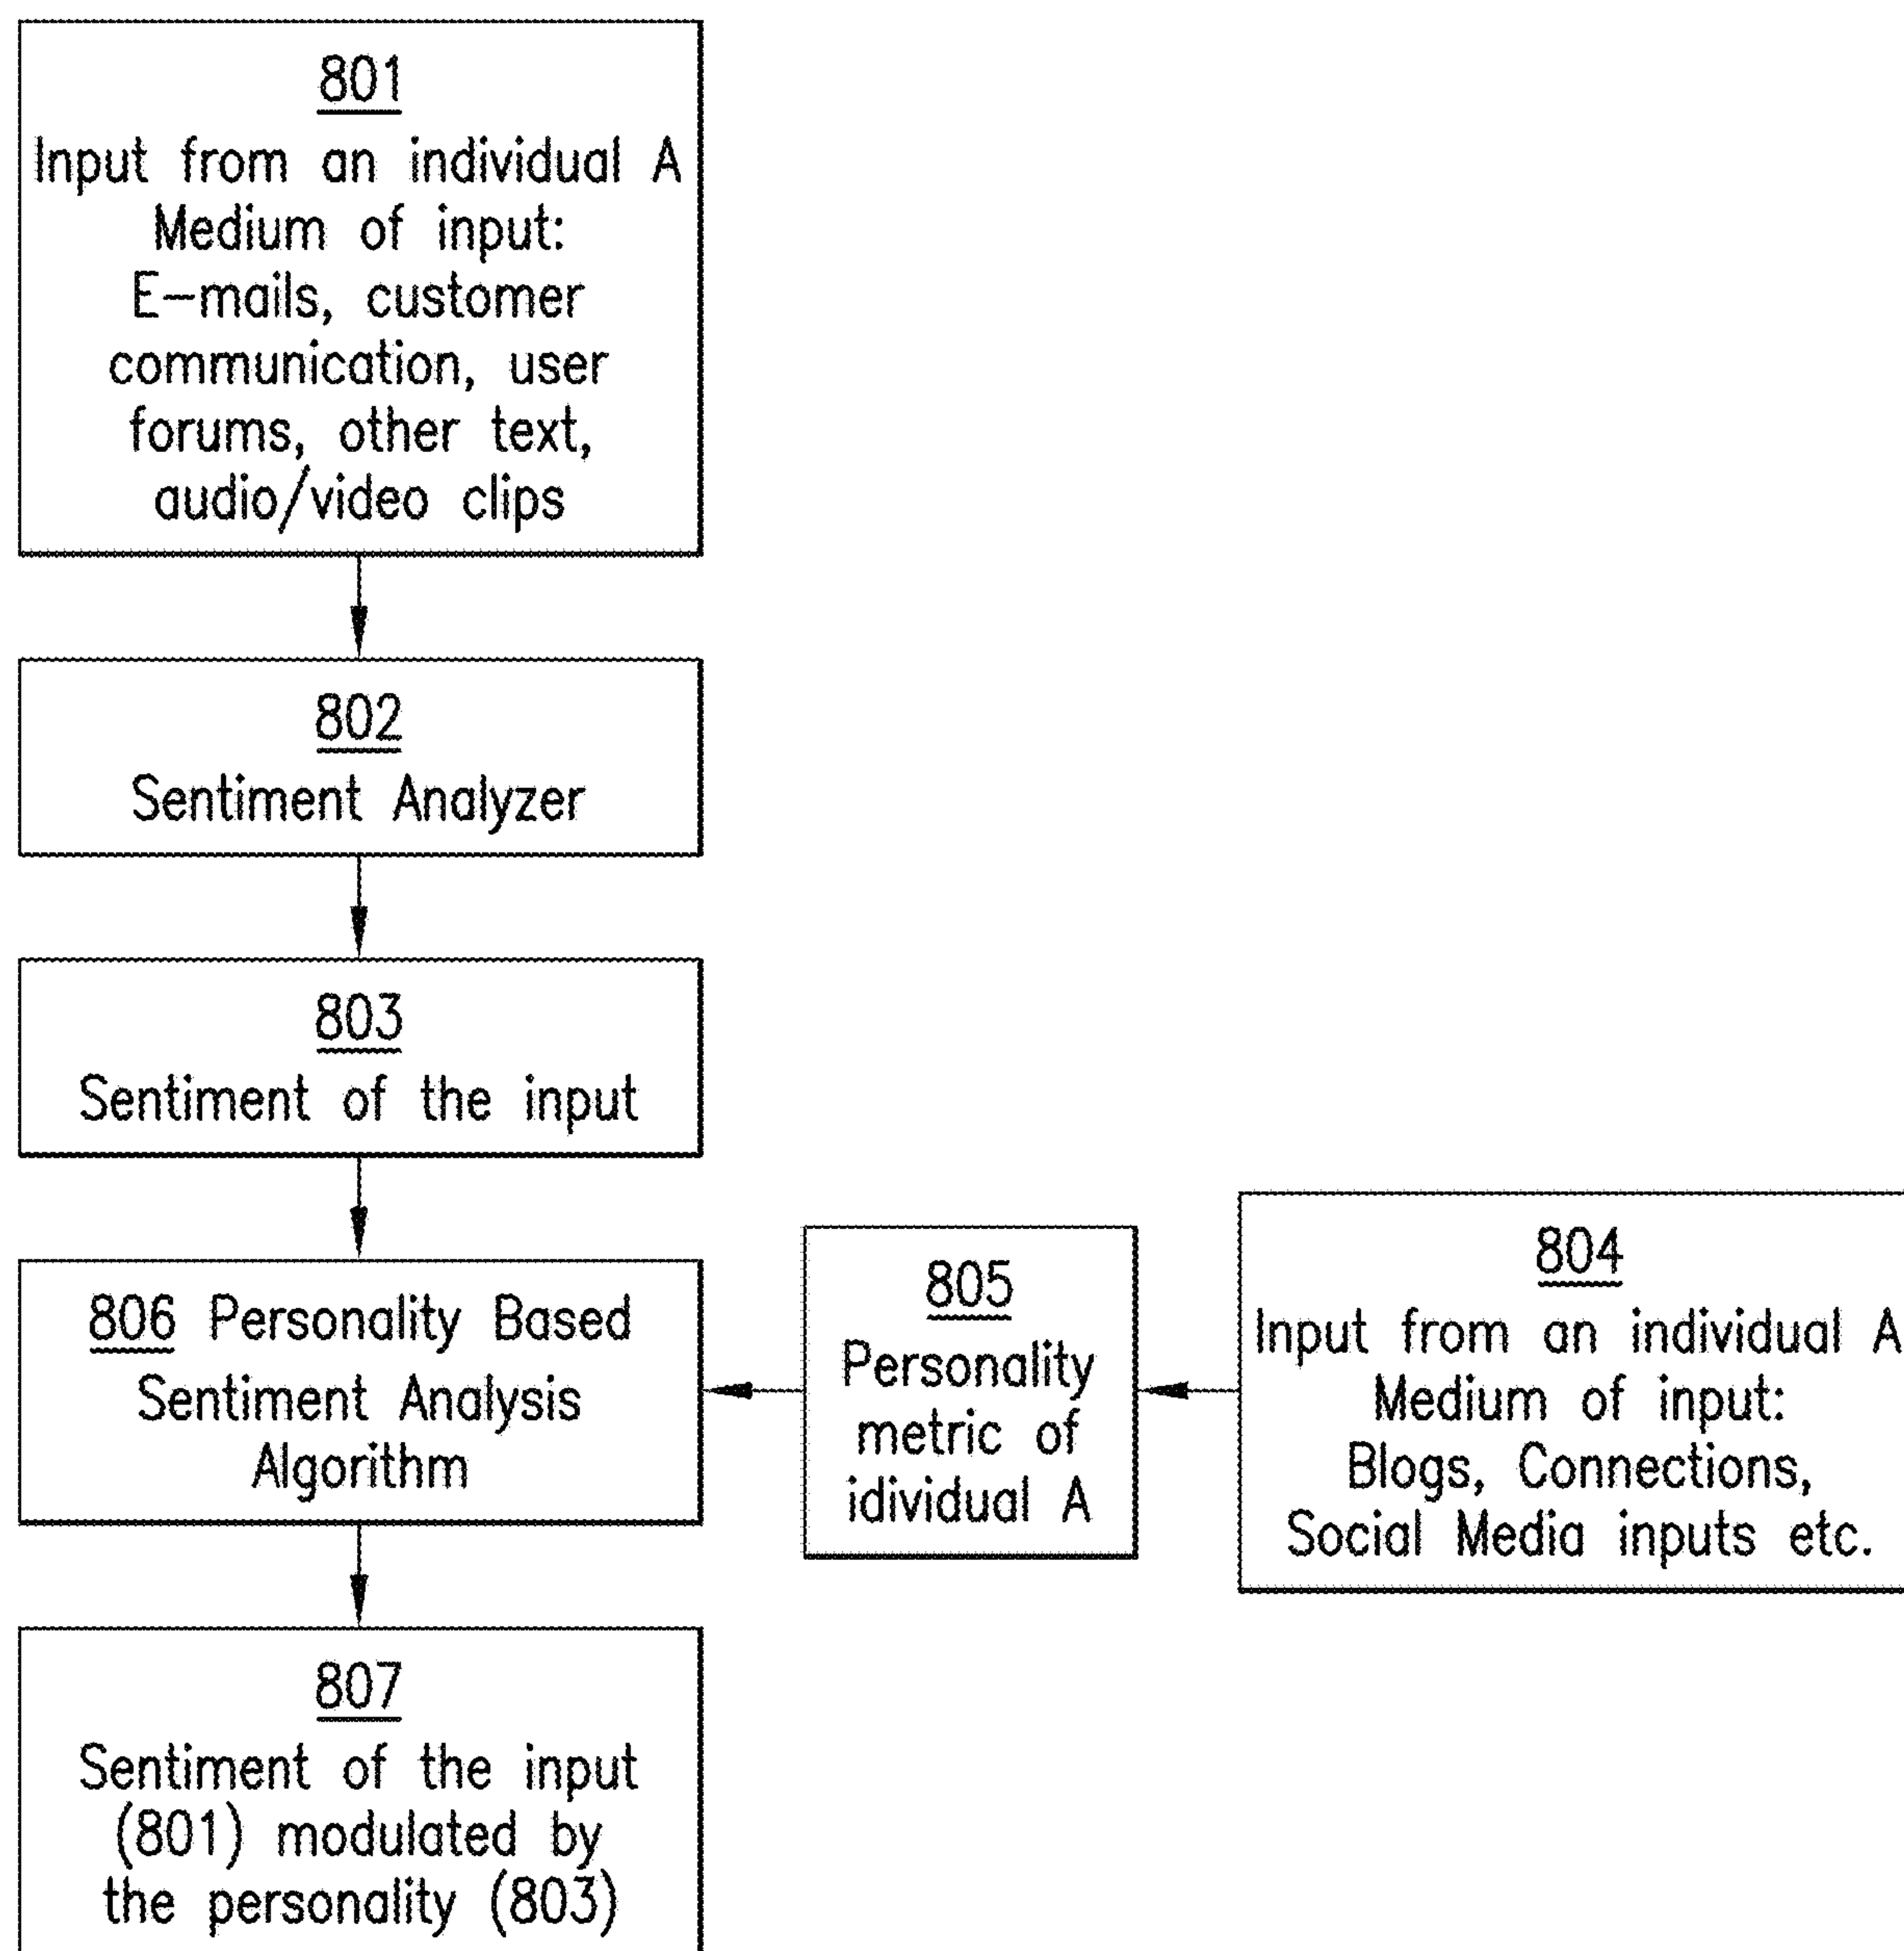 801
Input from an individual A
Medium of input:
E-mails, customer
communication, user
forums, other text,
audio/video clips
802
Sentiment Analyzer
803
Sentiment of the input
806 Personality Based
Sentiment Analysis
Algorithm
805
Personality
metric of
idividual A
804
Input from an individual A
Medium of input:
Blogs, Connections,
Social Media inputs etc.
807
Sentiment of the input
(801) modulated by
the personality (803)